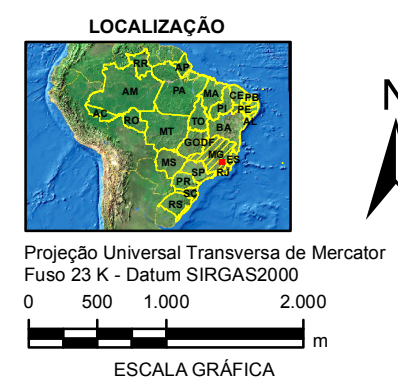 LOCALIZAÇÃO
RR AP
AM PA MA CE PB
PI PE
AC RO TO AL
MT BA
GO DF
MS MG ES
SP RJ
PR
SC
RS
N
Projeção Universal Transversa de Mercator
Fuso 23 K - Datum SIRGAS2000
0 500 1.000 2.000
m
ESCALA GRÁFICA